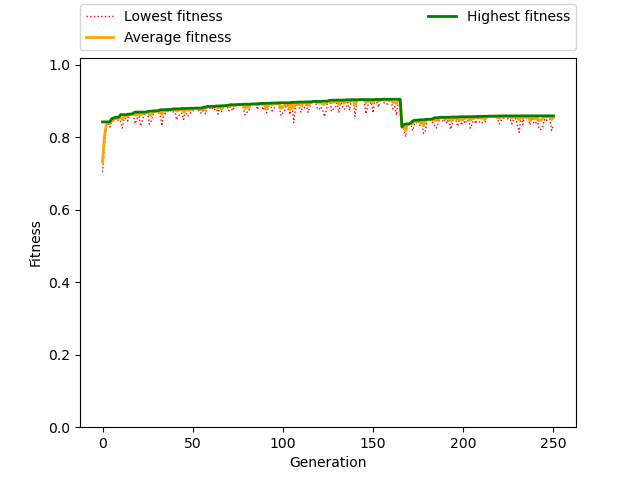 Lowest fitness
Average fitness
Highest fitness
1.0
0.8
0.6
0.4
0.2
0.0
Fitness
0 50 100 150 200 250
Generation